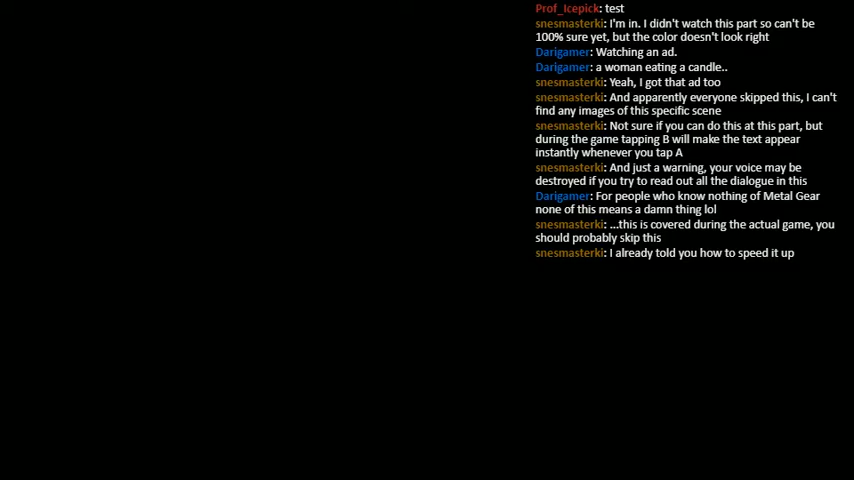 Prof_Icepick: test
snesmasterki: I'm in. I didn't watch this part so can't be
100% sure yet, but the color doesn't look right
Darigamer: Watching an ad.
Darigamer: a woman eating a candle..
snesmasterki: Yeah, I got that ad too
snesmasterki: And apparently everyone skipped this, I can't
find any images of this specific scene
snesmasterki: Not sure if you can do this at this part, but
during the game tapping B will make the text appear
instantly whenever you tap A
snesmasterki: And just a warning, your voice may be
destroyed if you try to read out all the dialogue in this
Darigamer: For people who know nothing of Metal Gear
none of this means a damn thing lol
snesmasterki: ...this is covered during the actual game, you
should probably skip this
snesmasterki: I already told you how to speed it up